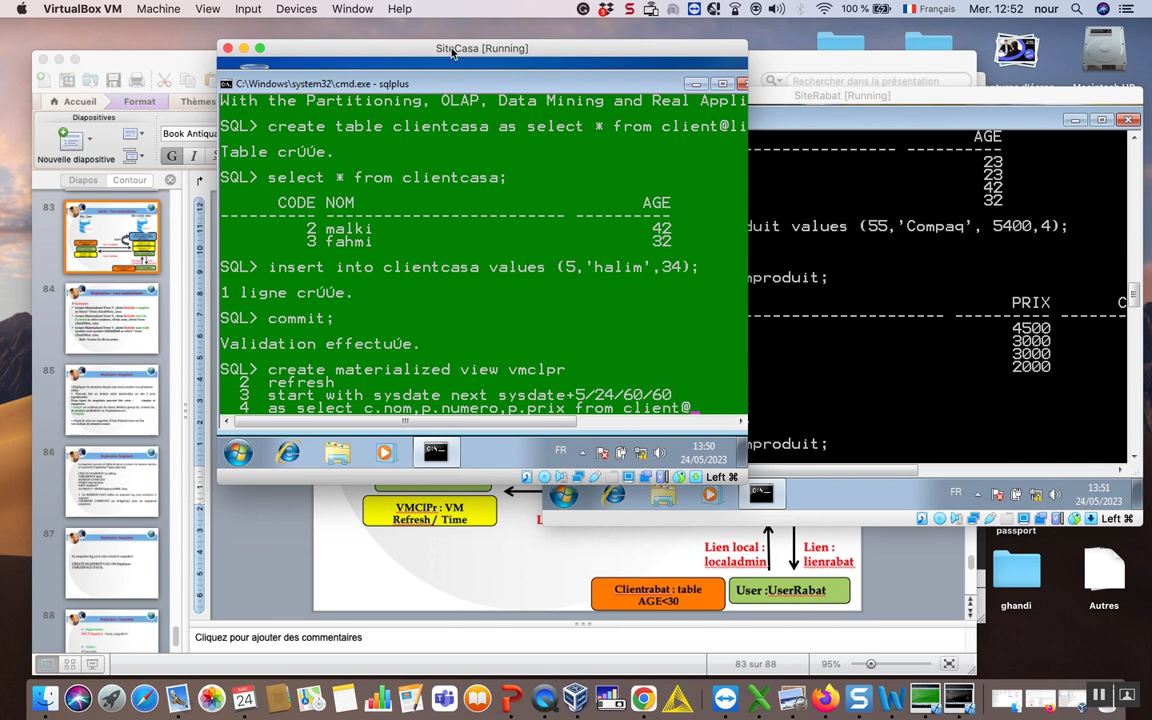 VirtualBox VM Machine View Input Devices Window Help 100 % Français Mer. 12:52 nour
SiteCasa [Running]
C:\Windows\system32\cmd.exe - sqlplus
With the Partitioning, OLAP, Data Mining and Real Appli
SQL> create table clientcasa as select * from client@li
Table crÚÚe.
SQL> select * from clientcasa;
CODE NOM AGE
---------- ------------------------- ----------
2 malki 42
3 fahmi 32
SQL> insert into clientcasa values (5,'halim',34);
1 ligne crÚÚe.
SQL> commit;
Validation effectuÚe.
SQL> create materialized view vmclpr
2 refresh
3 start with sysdate next sysdate+5/24/60/60
4 as select c.nom,p.numero,p.prix from client@
FR 13:50
24/05/2023
Left ⌘
Rechercher dans la présentation
SiteRabat [Running]
AGE
23
23
42
32
duit values (55,'Compaq', 5400,4);
mproduit;
PRIX C
4500
3000
3000
2000
mproduit;
FR 13:51
24/05/2023
Left ⌘
Accueil Format Thèmes
Diapositives
Nouvelle diapositive
Book Antiqua
G I
Diapos Contour
83
84
85
86
87
88
VMClPr : VM
Refresh / Time
Lien local :
localadmin
Lien :
lienrabat
Clientrabat : table
AGE<30
User :UserRabat
Cliquez pour ajouter des commentaires
83 sur 88 95%
passport
ghandi
Autres